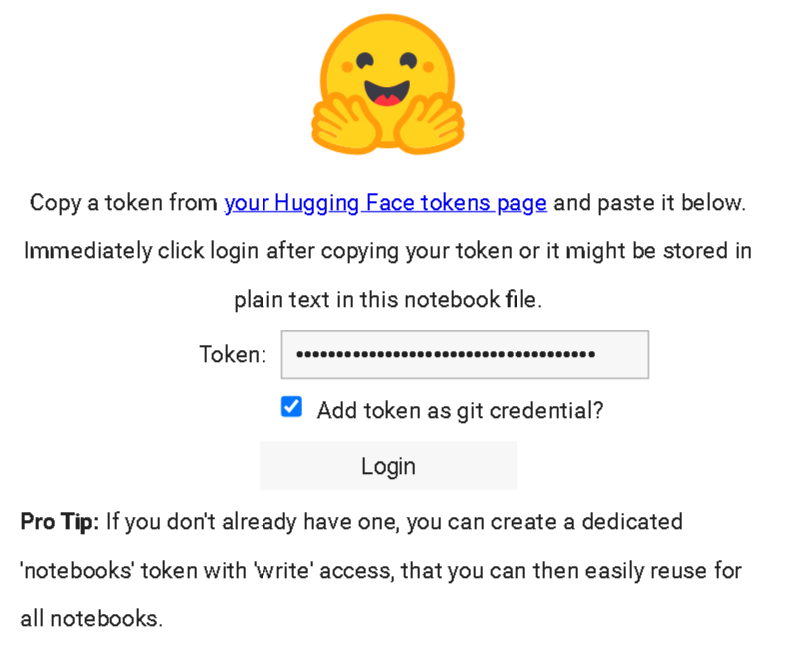 Copy a token from your Hugging Face tokens page and paste it below.
Immediately click login after copying your token or it might be stored in
plain text in this notebook file.
Token: •••••••••••••••••••••••••••••••••••••
Add token as git credential?
Login
Pro Tip: If you don't already have one, you can create a dedicated
'notebooks' token with 'write' access, that you can then easily reuse for
all notebooks.